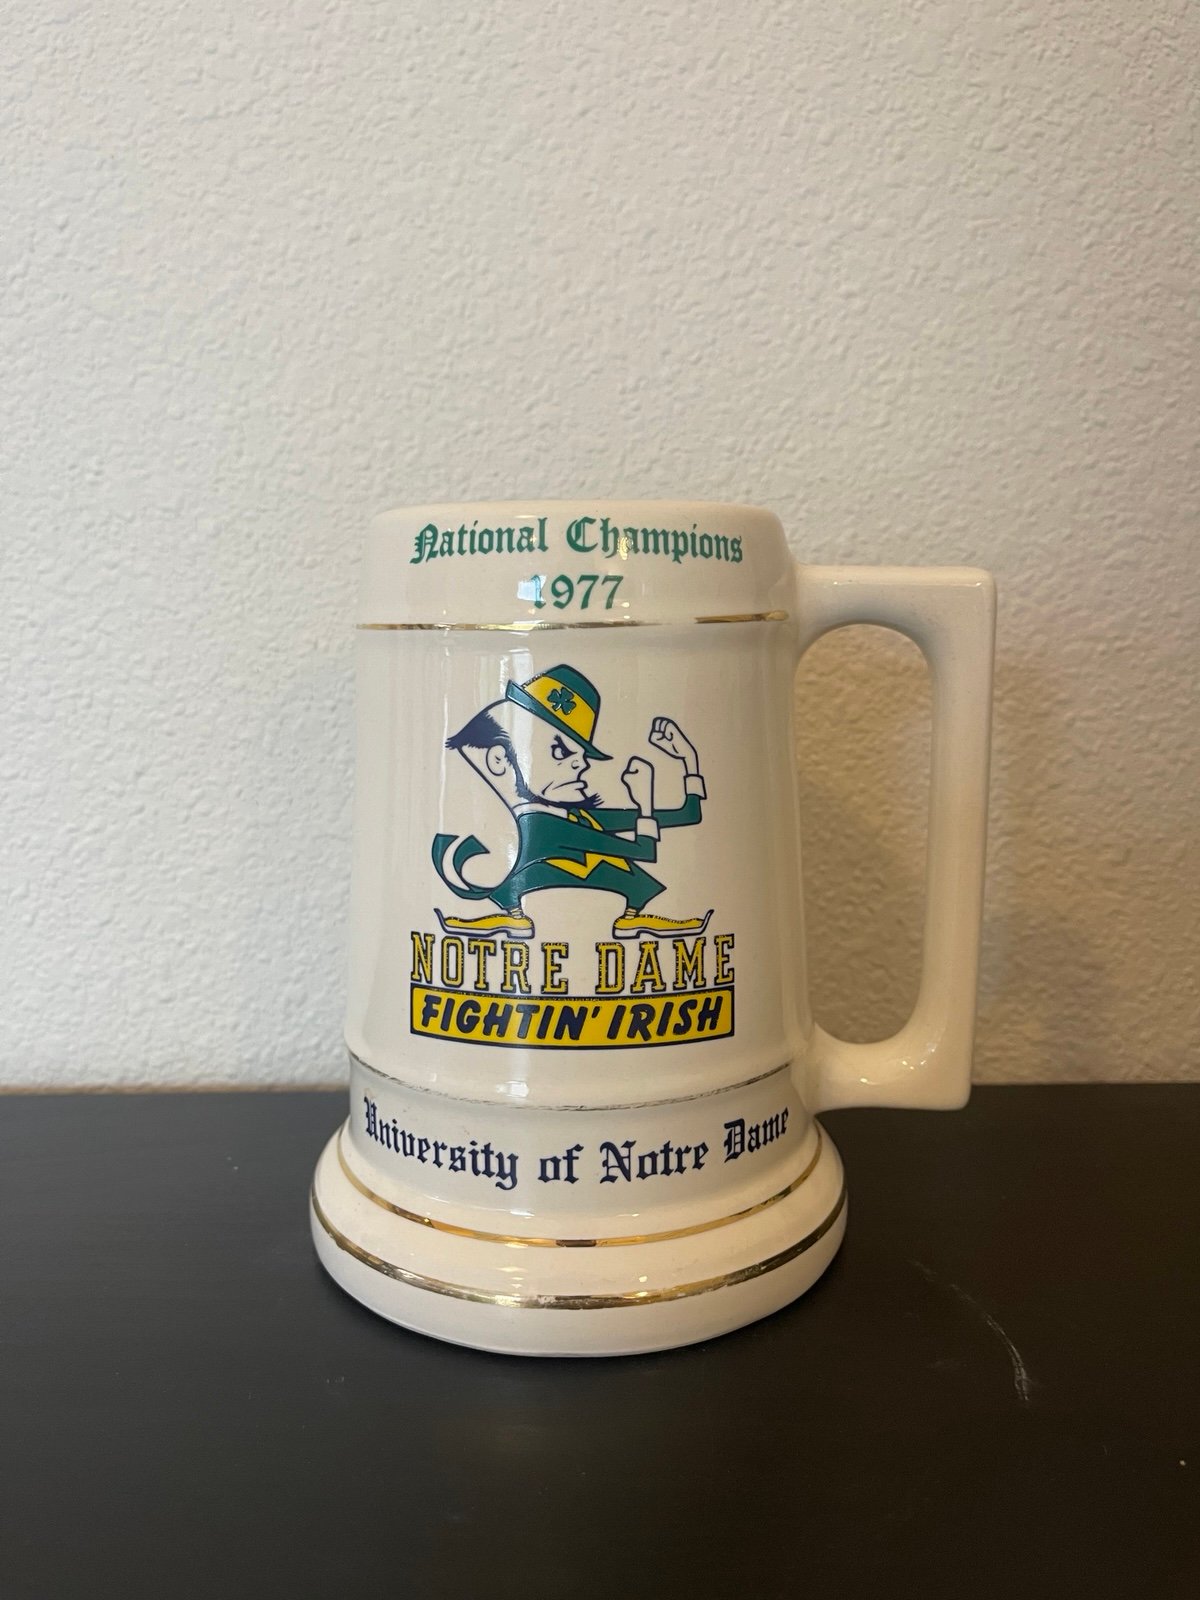 National Champions
1977
NOTRE DAME
FIGHTIN' IRISH
University of Notre Dame